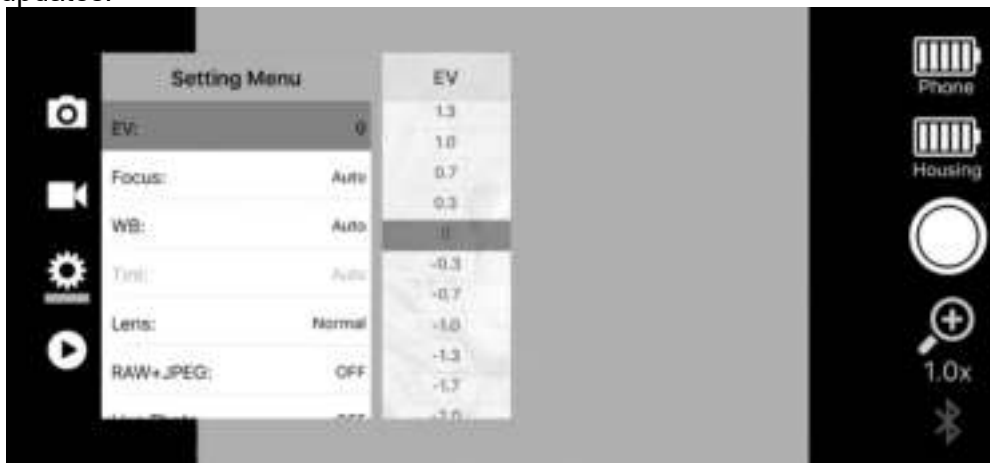 Setting Menu
EV: 0
Focus: Auto
WB: Auto
Tint: Auto
Lens: Normal
RAW+JPEG: OFF
EV
1.3
1.0
0.7
0.3
0
-0.3
-0.7
-1.0
-1.3
-1.7
-2.0
Phone
Housing
1.0x